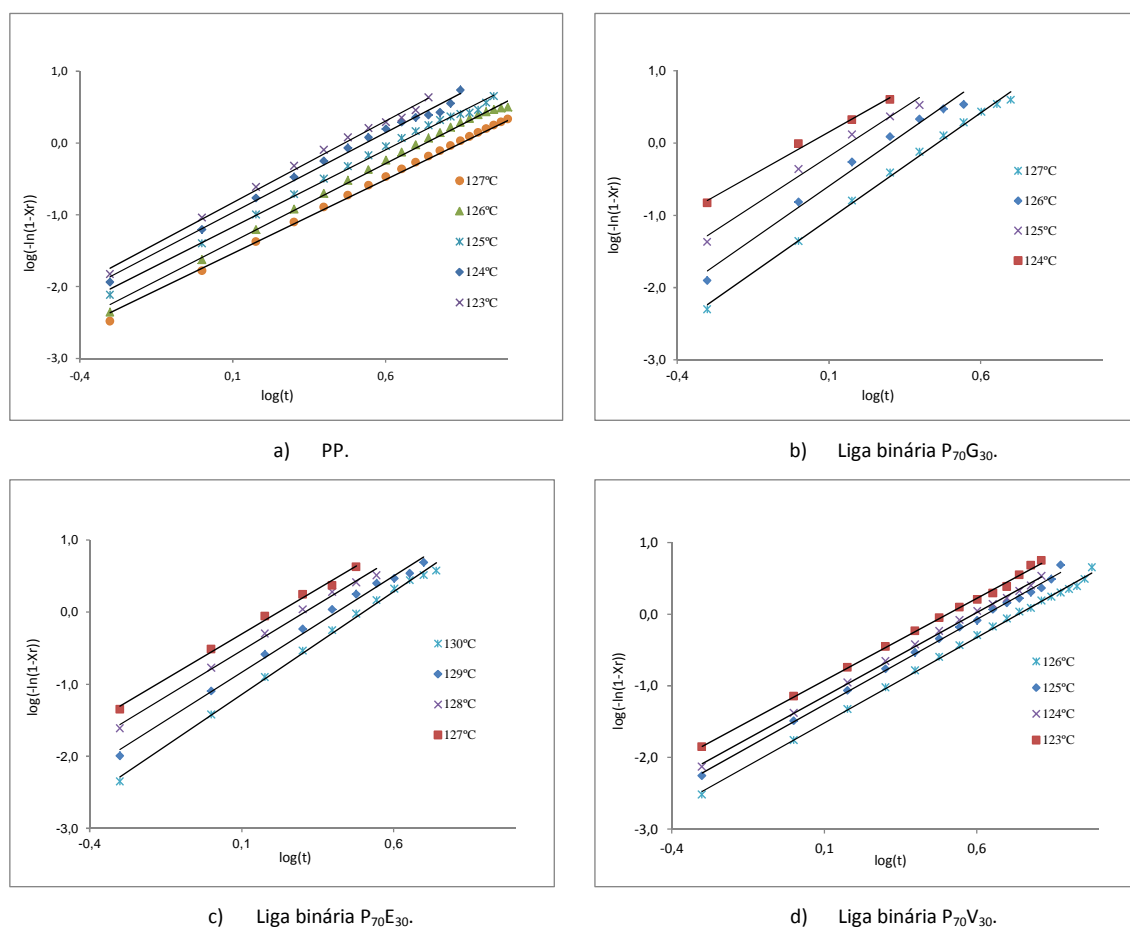 1,0
0,0
-1,0
-2,0
-3,0
-0,4
0,1
0,6
log(-ln(1-Xr))
log(t)
127ºC
126ºC
125ºC
124ºC
123ºC
a) PP.
1,0
0,0
-1,0
-2,0
-3,0
-0,4
0,1
0,6
log(-ln(1-Xr))
log(t)
127ºC
126ºC
125ºC
124ºC
b) Liga binária P70G30.
1,0
0,0
-1,0
-2,0
-3,0
-0,4
0,1
0,6
log(-ln(1-Xr))
log(t)
130ºC
129ºC
128ºC
127ºC
c) Liga binária P70E30.
1,0
0,0
-1,0
-2,0
-3,0
-0,4
0,1
0,6
log(-ln(1-Xr))
log(t)
126ºC
125ºC
124ºC
123ºC
d) Liga binária P70V30.